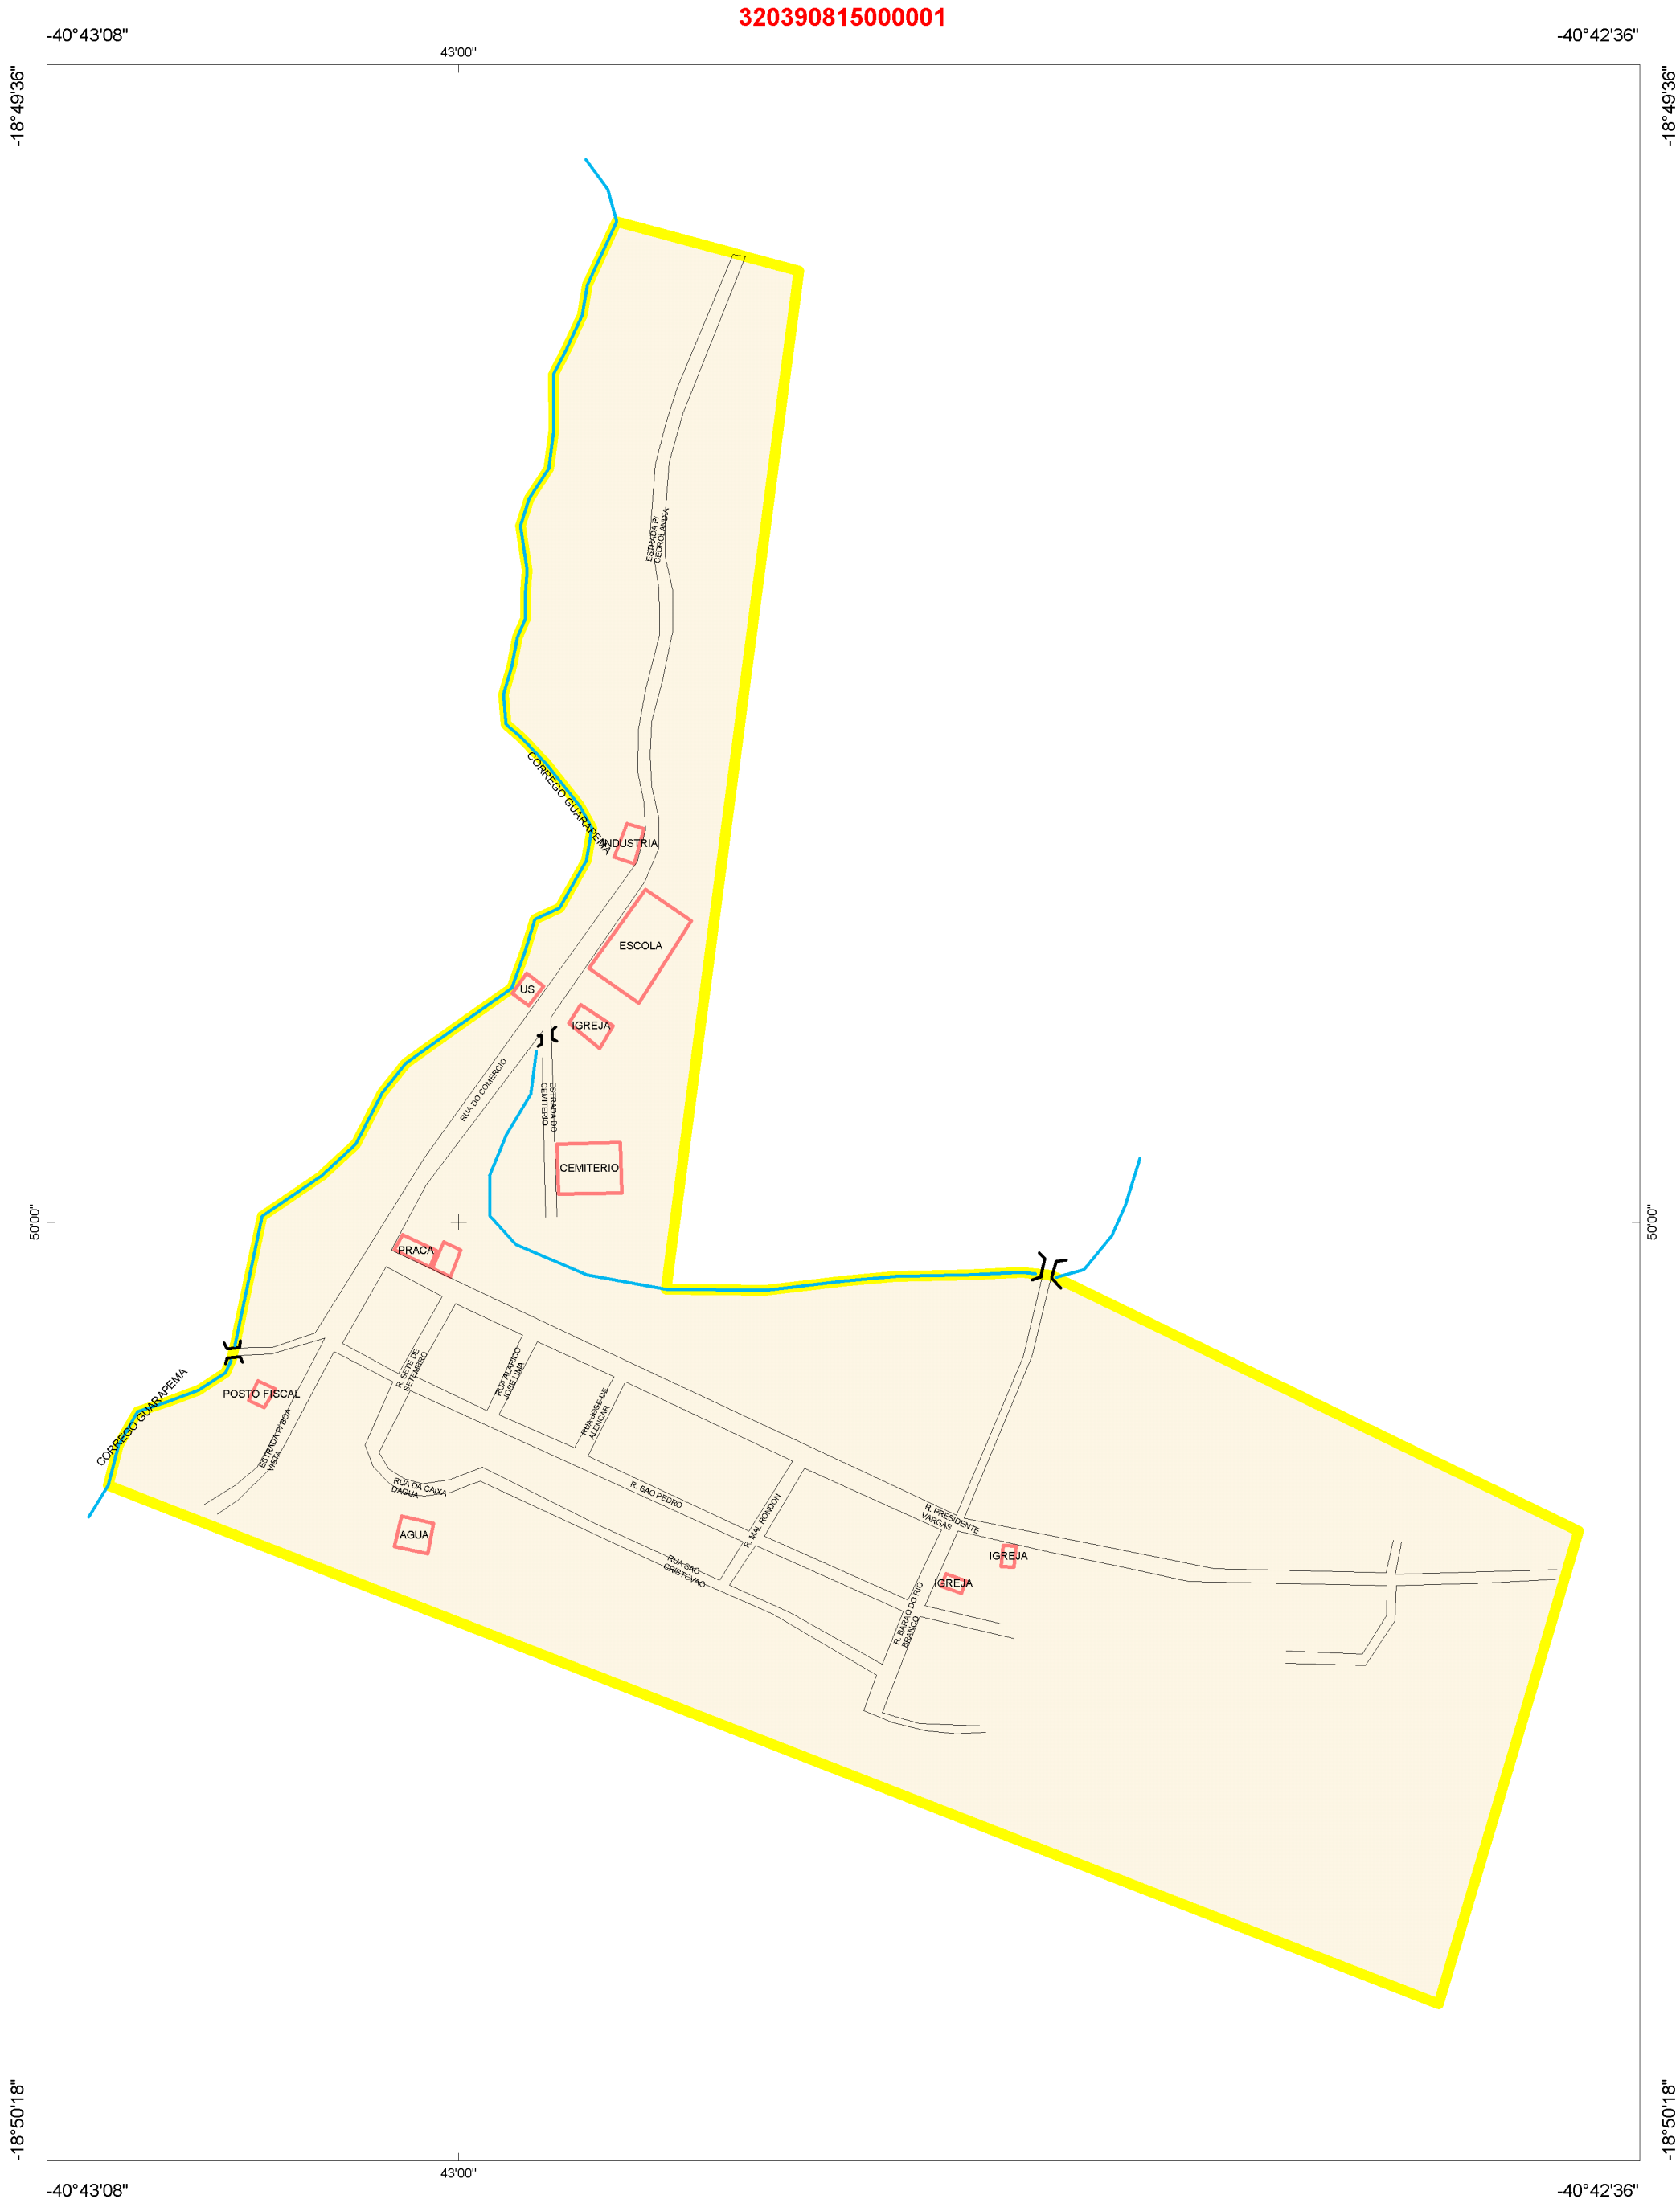 320390815000001
-40°43'08"
-40°42'36"
43'00"
-18°49'36"
-18°49'36"
ESTRADA P/
CEDROLANDIA
CORREGO GUARAPEMA
INDUSTRIA
ESCOLA
US
IGREJA
RUA DO COMERCIO
ESTRADA DO
CEMITERIO
CEMITERIO
50'00"
50'00"
PRACA
R. SETE DE
SETEMBRO
RUA ALARICO
JOSE LIMA
RUA JOSE DE
ALENCAR
POSTO FISCAL
CORREGO GUARAPEMA
ESTRADA P/ BOA
VISTA
RUA DA CAIXA
DAGUA
R. SAO PEDRO
R. MAL RONDON
R. PRESIDENTE
VARGAS
AGUA
IGREJA
IGREJA
RUA SAO
CRISTOVAO
R. BARAO DO RIO
BRANCO
-18°50'18"
-18°50'18"
43'00"
-40°43'08"
-40°42'36"